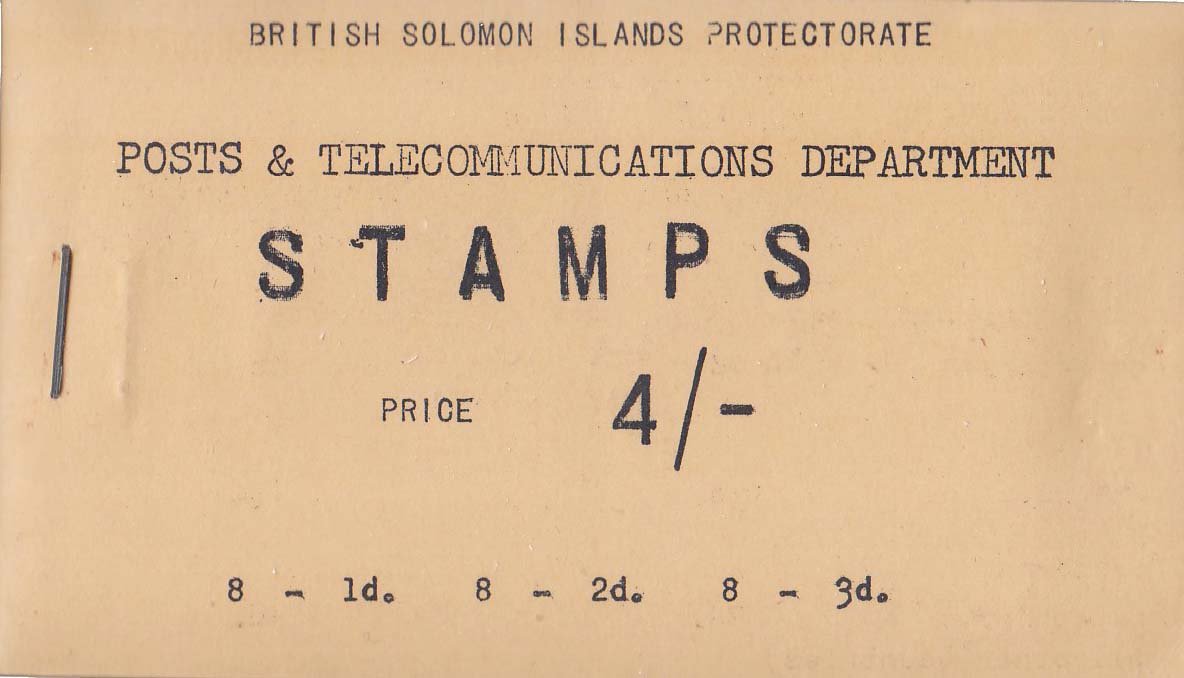 BRITISH SOLOMON ISLANDS PROTECTORATE
POSTS & TELECOMMUNICATIONS DEPARTMENT
STAMPS
PRICE 4/-
8 - 1d. 8 - 2d. 8 - 3d.